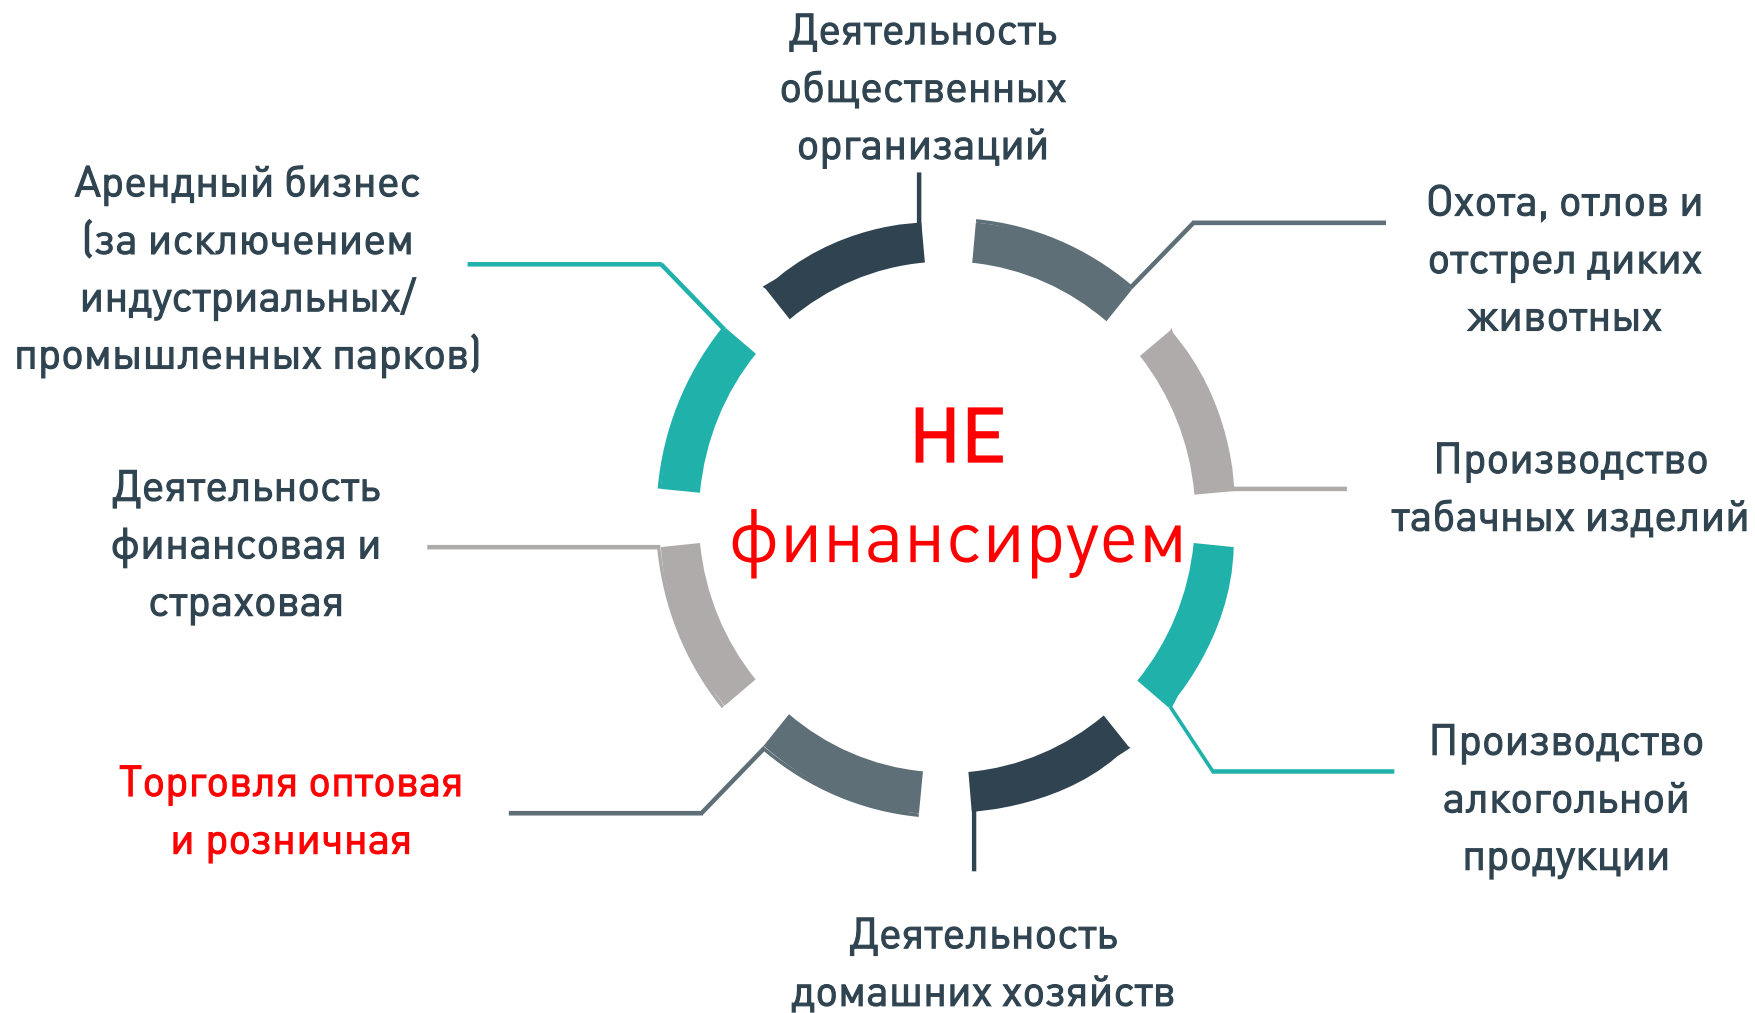 Деятельность
общественных
организаций
Арендный бизнес
(за исключением
индустриальных/
промышленных парков)
Охота, отлов и
отстрел диких
животных
НЕ
финансируем
Деятельность
финансовая и
страховая
Производство
табачных изделий
Торговля оптовая
и розничная
Производство
алкогольной
продукции
Деятельность
домашних хозяйств